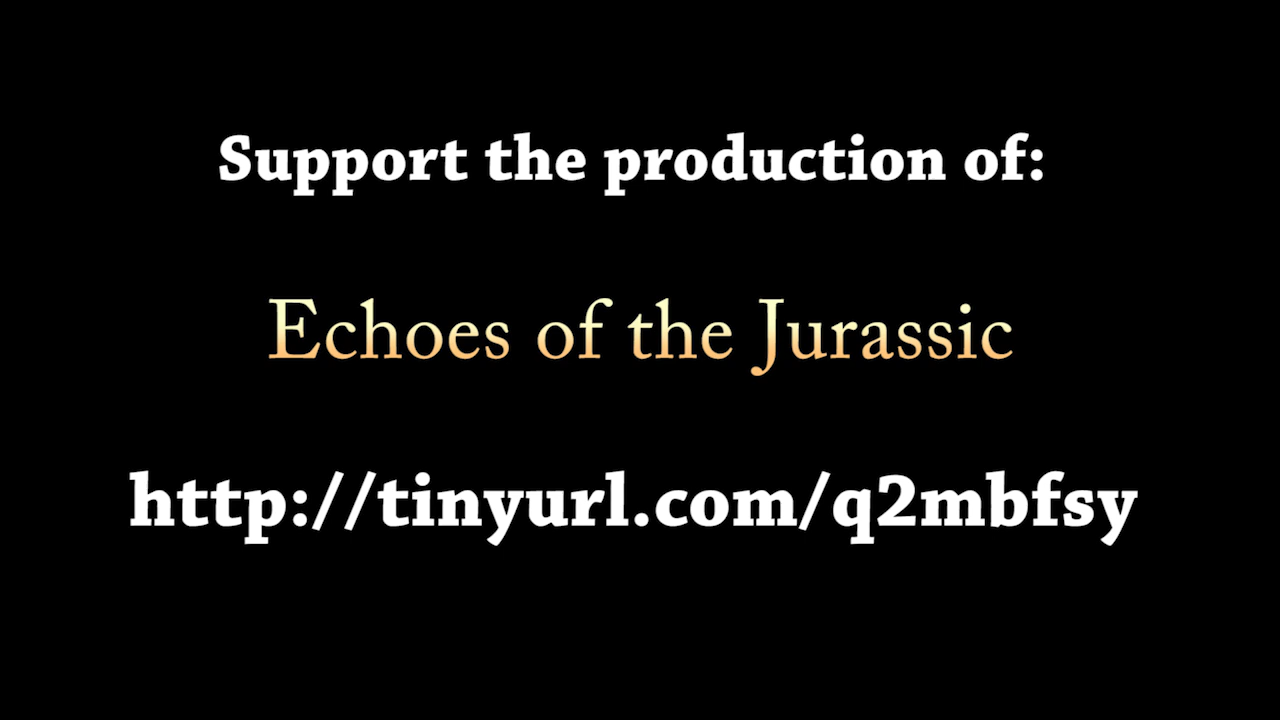 Support the production of:
Echoes of the Jurassic
http://tinyurl.com/q2mbfsy